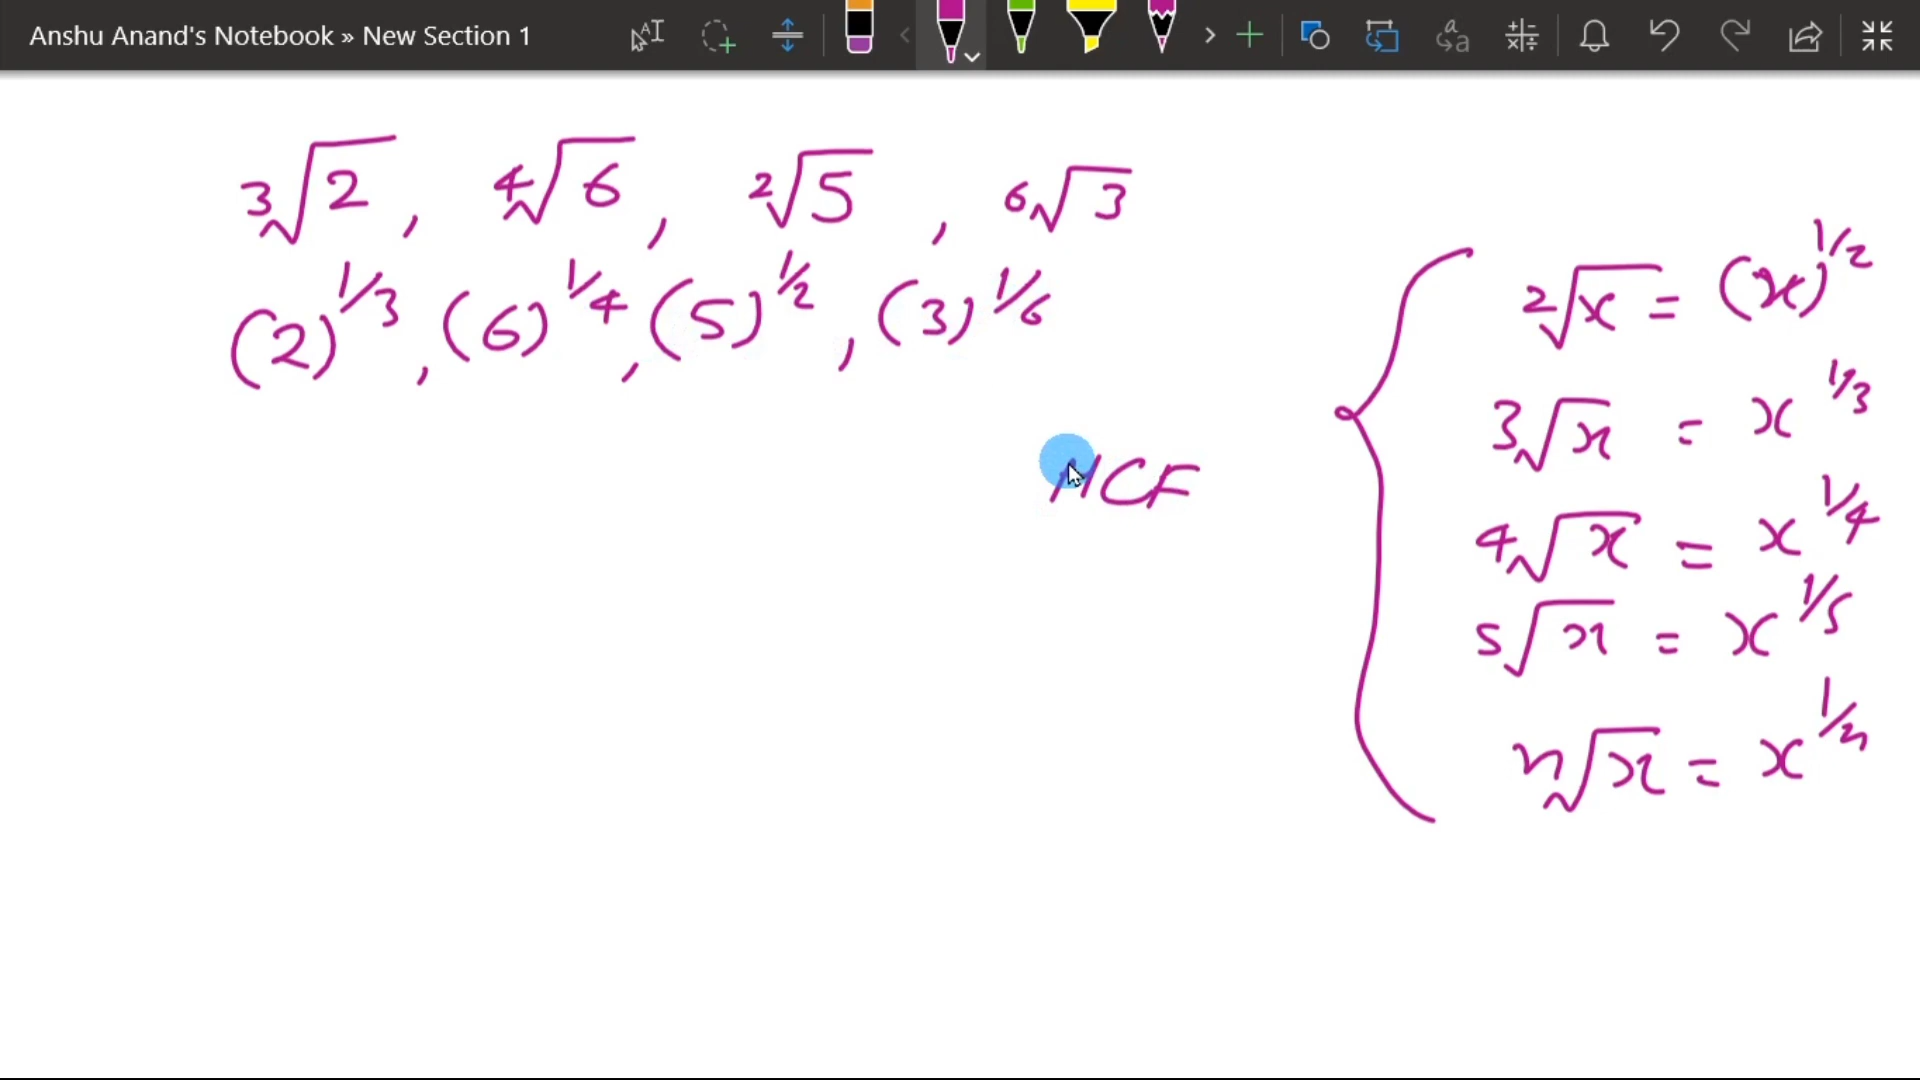 Anshu Anand's Notebook » New Section 1
∛2, ∜6, ²√5, ⁶√3
(2)^1/3, (6)^1/4, (5)^1/2, (3)^1/6
HCF
²√x = (x)^1/2
³√x = x^1/3
⁴√x = x^1/4
⁵√x = x^1/5
ⁿ√x = x^1/n